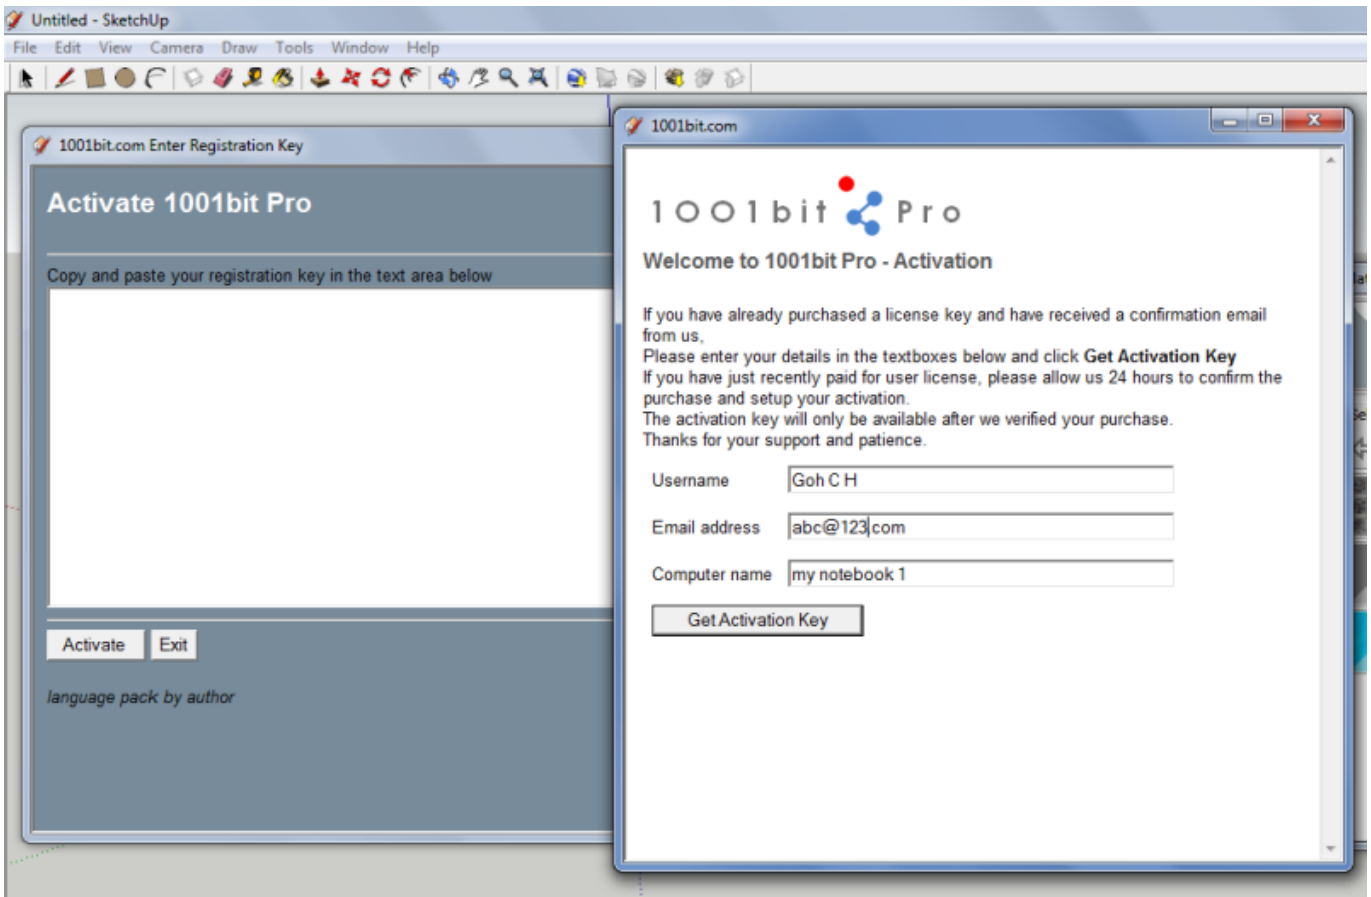 Untitled - SketchUp
File Edit View Camera Draw Tools Window Help
1001bit.com Enter Registration Key
Activate 1001bit Pro
Copy and paste your registration key in the text area below
Activate Exit
language pack by author
1001bit.com
1001bit Pro
Welcome to 1001bit Pro - Activation
If you have already purchased a license key and have received a confirmation email
from us,
Please enter your details in the textboxes below and click Get Activation Key
If you have just recently paid for user license, please allow us 24 hours to confirm the
purchase and setup your activation.
The activation key will only be available after we verified your purchase.
Thanks for your support and patience.
Username Goh C H
Email address abc@123.com
Computer name my notebook 1
Get Activation Key